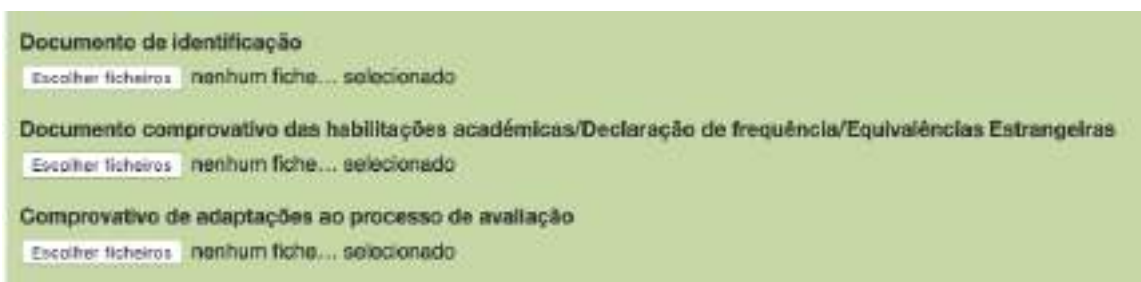 Documento de identificação
Escolher ficheiros nenhum fiche... selecionado
Documento comprovativo das habilitações académicas/Declaração de frequência/Equivalências Estrangeiras
Escolher ficheiros nenhum fiche... selecionado
Comprovativo de adaptações ao processo de avaliação
Escolher ficheiros nenhum fiche... selecionado